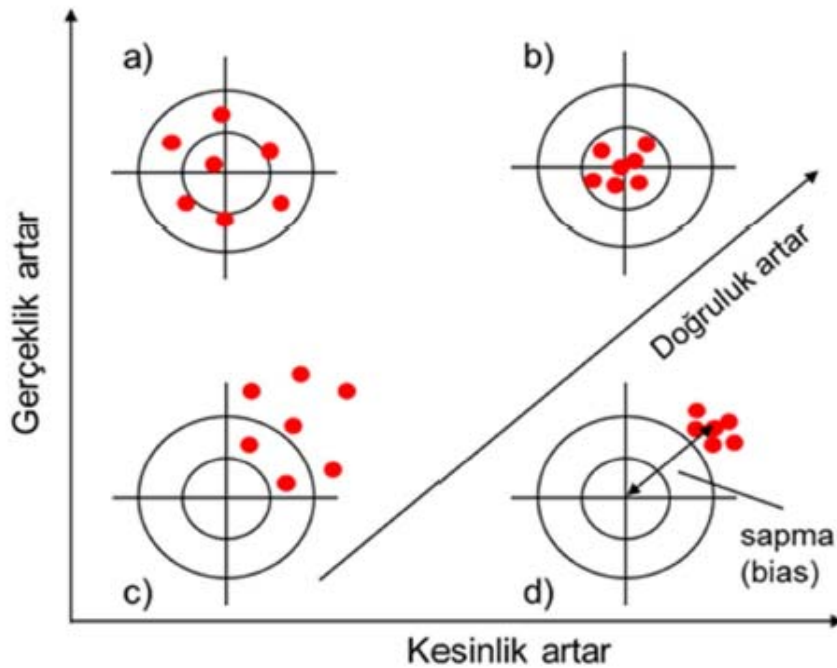 a)
b)
Gerçeklik artar
Doğruluk artar
sapma
(bias)
c)
d)
Kesinlik artar